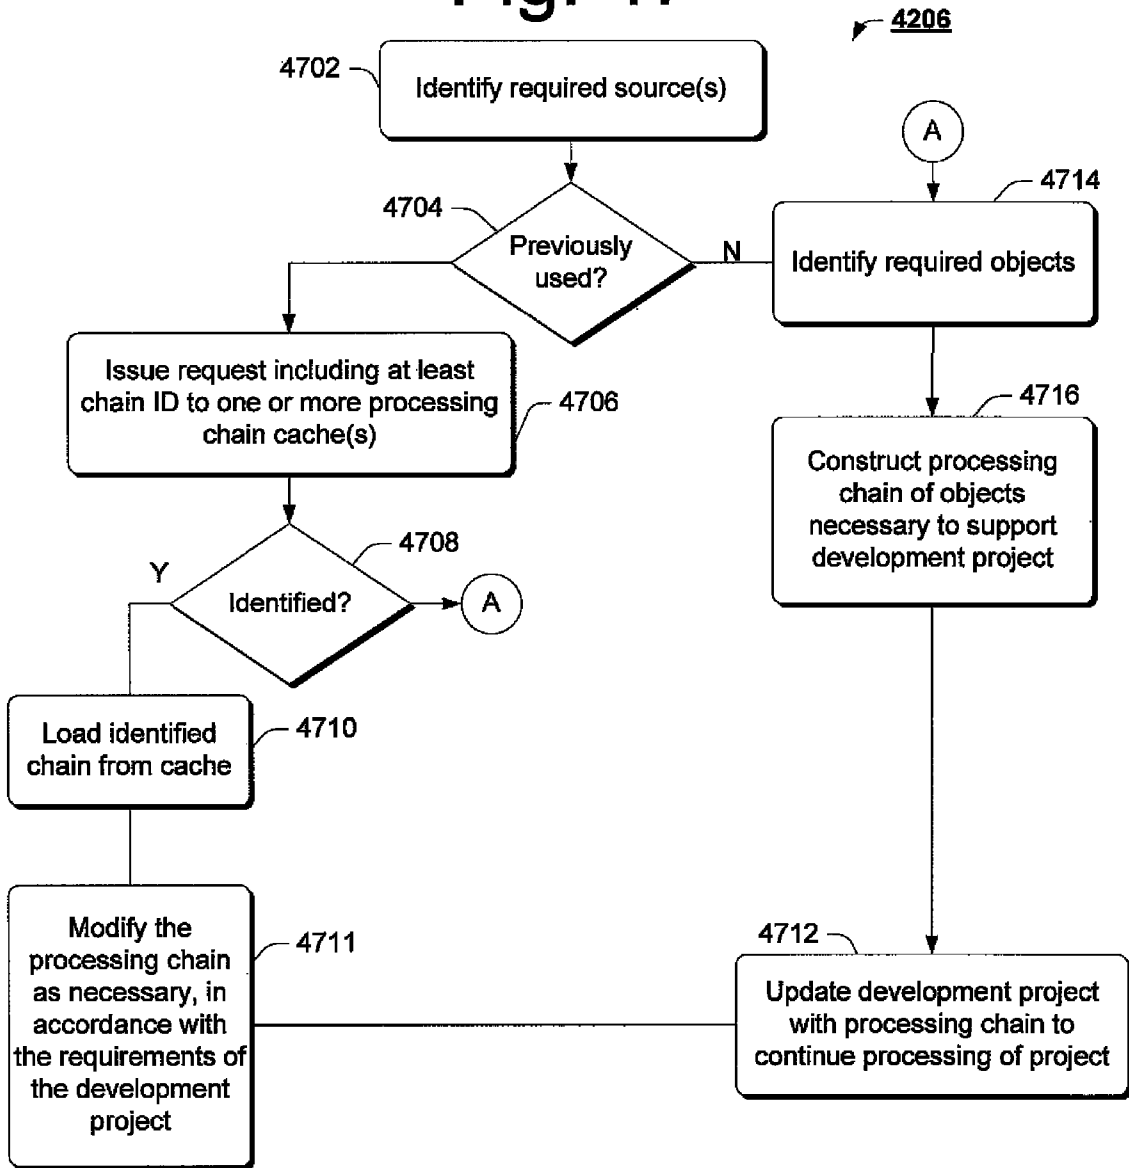 4206
4702
Identify required source(s)
A
4714
4704
Previously
used?
N
Identify required objects
Issue request including at least
chain ID to one or more processing
chain cache(s)
4706
4716
Construct processing
chain of objects
necessary to support
development project
4708
Y
Identified?
A
Load identified
chain from cache
4710
Modify the
processing chain
as necessary, in
accordance with
the requirements of
the development
project
4711
4712
Update development project
with processing chain to
continue processing of project